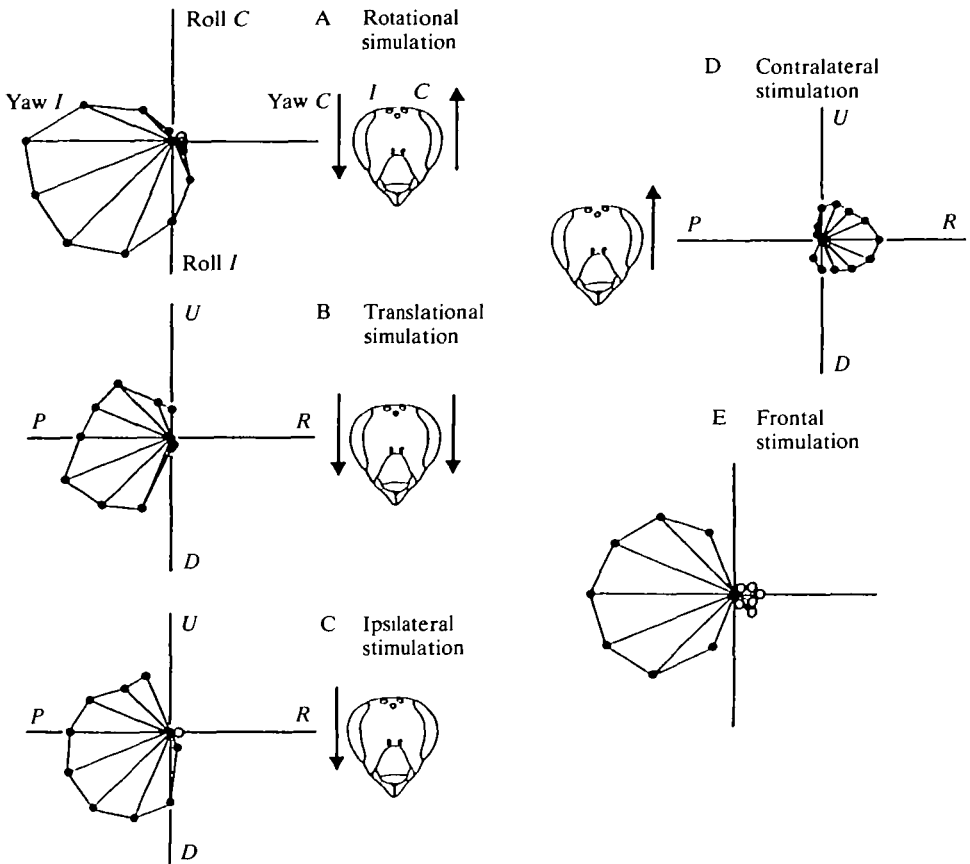 Roll C
A Rotational
simulation
Yaw I
Yaw C
I C
Roll I
U
B Translational
simulation
P
R
D
U
C Ipsilateral
stimulation
P
R
D
D Contralateral
stimulation
U
P
R
D
E Frontal
stimulation